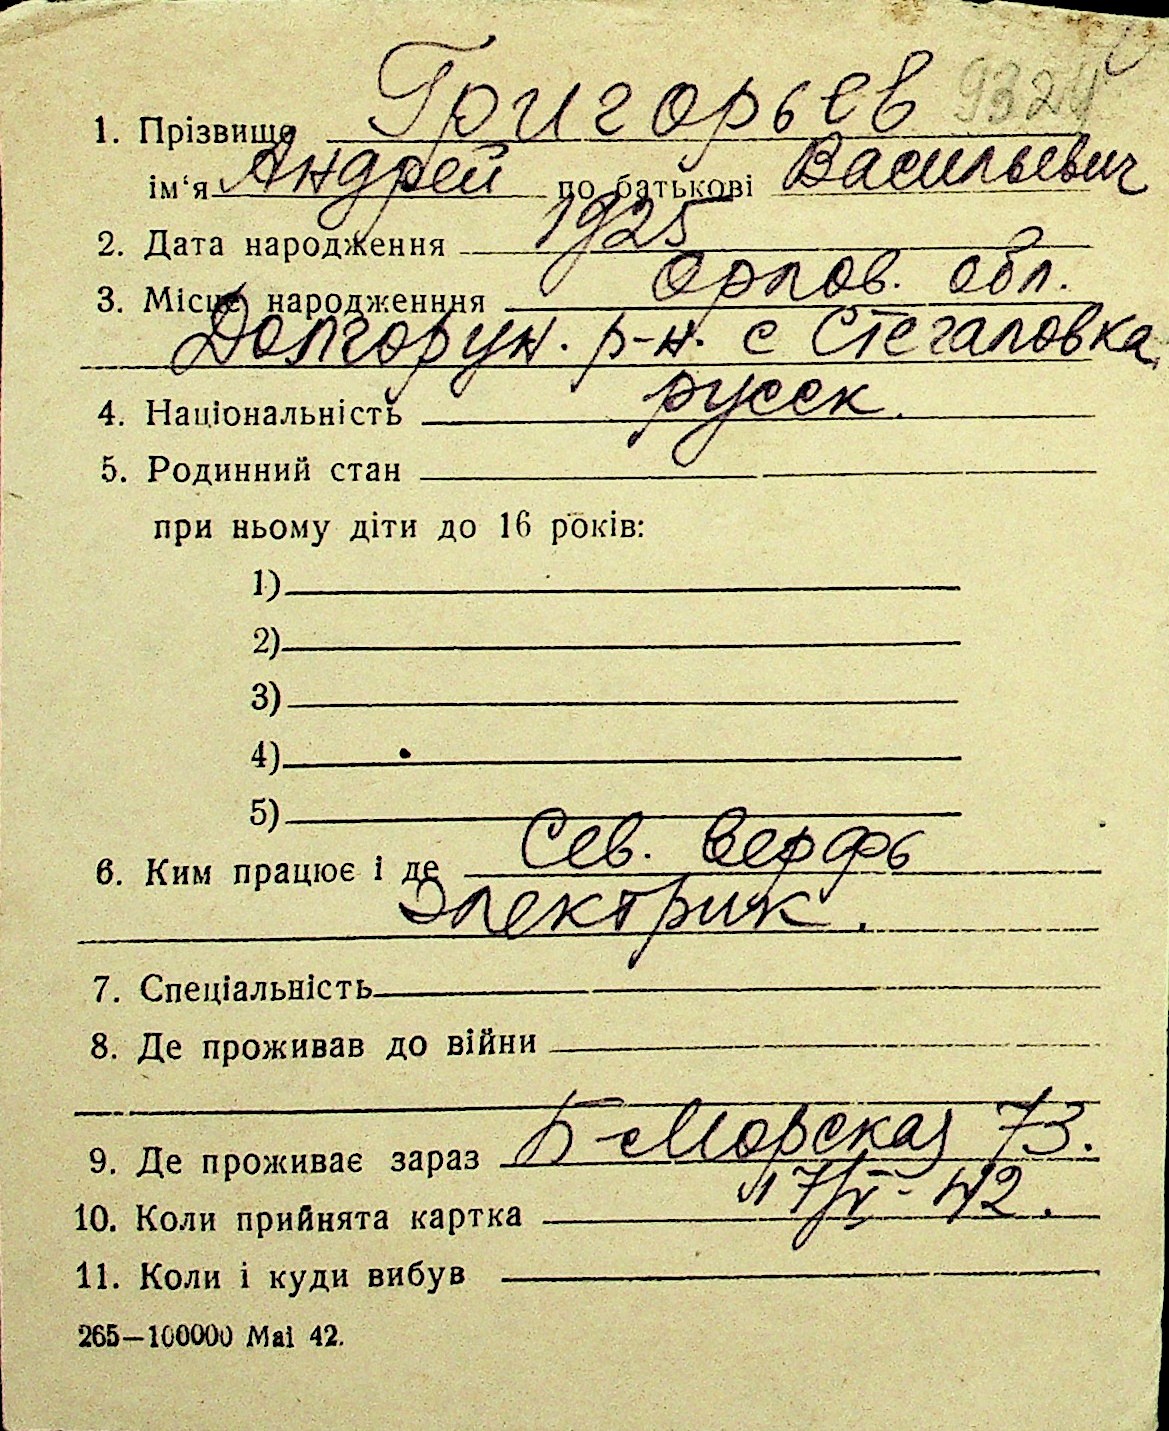 9324
1. Прізвище Григорьев
ім‘я Андрей по батькові Васильевич
2. Дата народження 1925
3. Місце народженння Орлов. обл.
Долгорук. р-н. с Стегаловка
4. Національність русск.
5. Родинний стан
при ньому діти до 16 років:
1)
2)
3)
4)
5)
6. Ким працює і де Сев. верфь
Электрик.
7. Спеціальність
8. Де проживав до війни
9. Де проживає зараз Б-Морская 73.
10. Коли прийнята картка 17/VI-42.
11. Коли і куди вибув
265—100000 Mai 42.